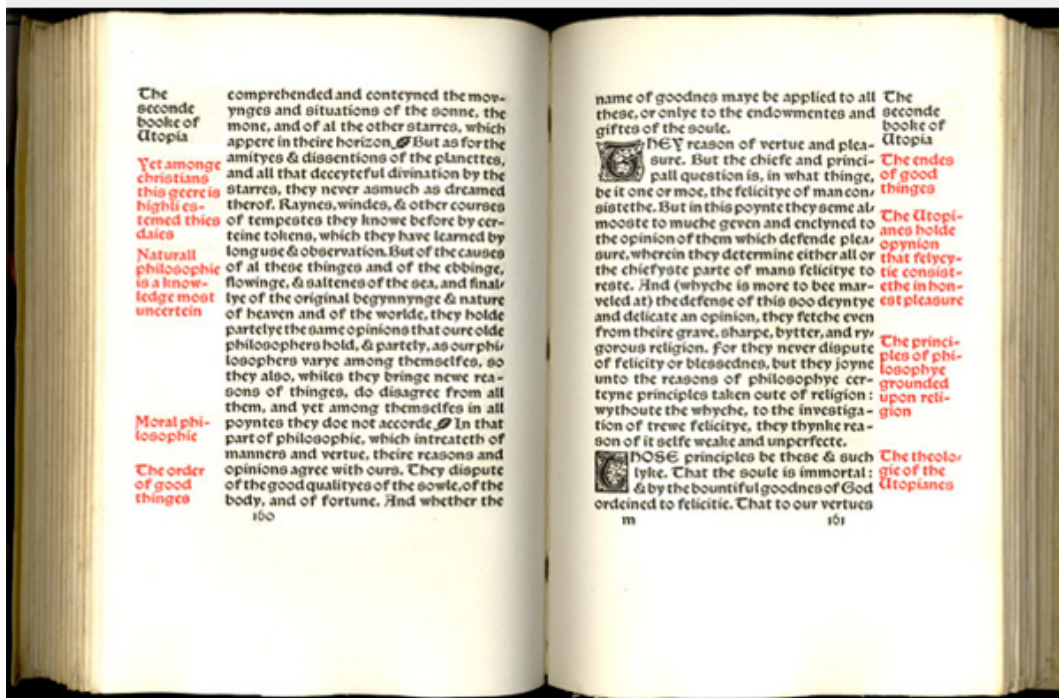 The
seconde
booke of
Utopia
Yet amonge
christians
this geere is
highli es-
temed thies
daies
Naturall
philosophie
is a know-
ledge most
uncertein
Moral phi-
losophie
The order
of good
thinges
comprehended and conteyned the mov-
ynges and situations of the sonne, the
mone, and of al the other starres, which
appere in theire horizon. But as for the
amityes & dissentions of the planettes,
and all that deceyteful divination by the
starres, they never asmuch as dreamed
therof. Raynes, windes, & other courses
of tempestes they knowe before by cer-
teine tokens, which they have learned by
long use & observation. But of the causes
of al these thinges and of the ebbinge,
flowinge, & saltenes of the sea, and final-
lye of the original begynnynge & nature
of heaven and of the worlde, they holde
partelye the same opinions that oure olde
philosophers hold, & partely, as our phi-
losophers varye among themselfes, so
they also, whiles they bringe newe rea-
sons of thinges, do disagree from all
them, and yet among themselfes in all
poyntes they doe not accorde. In that
part of philosophie, which intreateth of
manners and vertue, theire reasons and
opinions agree with ours. They dispute
of the good qualityes of the sowle, of the
body, and of fortune. And whether the
160
name of goodnes maye be applied to all
these, or onlye to the endowmentes and
giftes of the soule.
THEY reason of vertue and plea-
sure. But the chiefe and princi-
pall question is, in what thinge,
be it one or moe, the felicitye of man con-
sistethe. But in this poynte they seme al-
mooste to muche geven and enclyned to
the opinion of them which defende plea-
sure, wherein they determine either all or
the chiefyste parte of mans felicitye to
reste. And (whyche is more to bee mar-
veled at) the defense of this soo deyntye
and delicate an opinion, they fetche even
from theire grave, sharpe, bytter, and ry-
gorous religion. For they never dispute
of felicity or blessednes, but they joyne
unto the reasons of philosophye cer-
teyne principles taken oute of religion:
wythoute the whyche, to the investiga-
tion of trewe felicitye, they thynke rea-
son of it selfe weake and unperfecte.
THOSE principles be these & such
lyke. That the soule is immortal:
& by the bountiful goodnes of God
ordeined to felicitie. That to our vertues
m 161
The
seconde
booke of
Utopia
The endes
of good
thinges
The Utopi-
anes holde
opynion
that felycy-
tie consist-
ethe in hon-
est pleasure
The princi-
ples of phi-
losophye
grounded
upon reli-
gion
The theolo-
gie of the
Utopianes